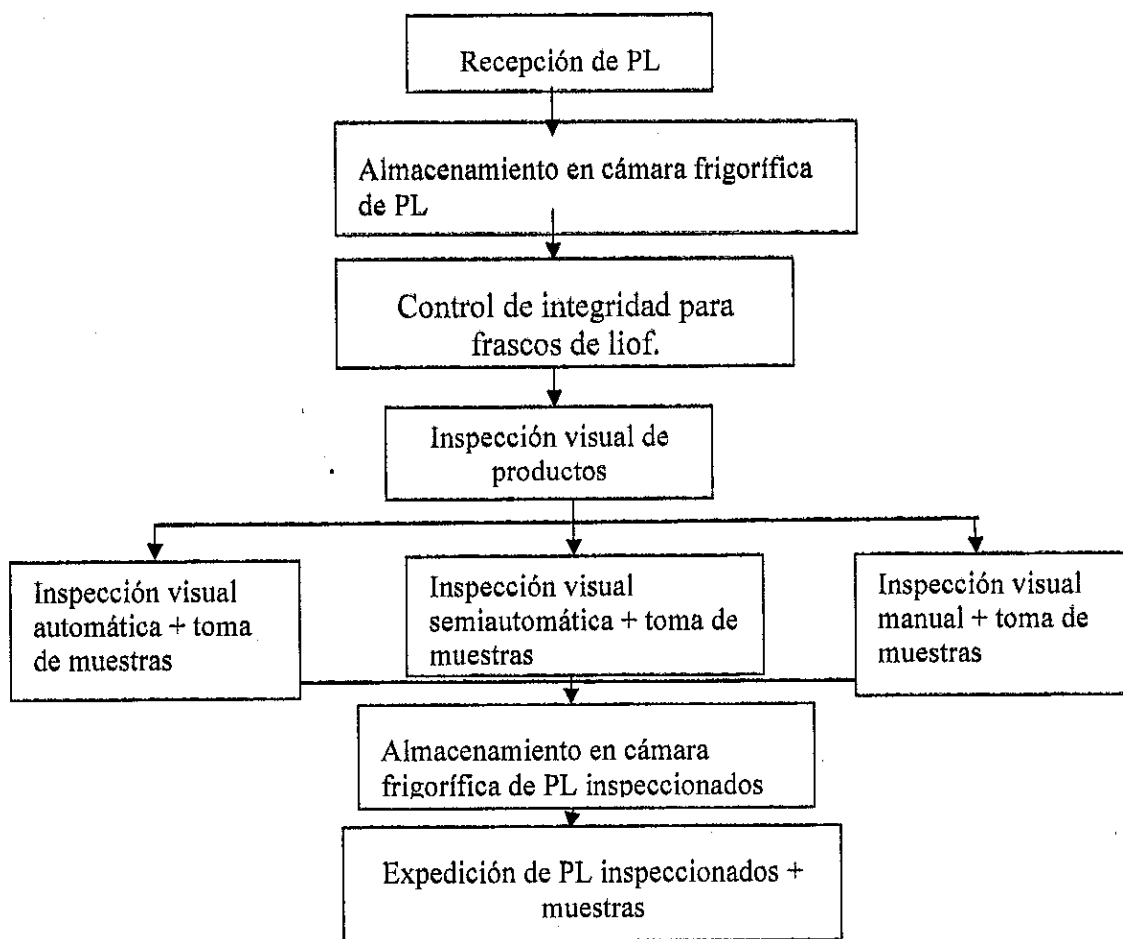 Recepción de PL
Almacenamiento en cámara frigorífica
de PL
Control de integridad para
frascos de liof.
Inspección visual de
productos
Inspección visual
automática + toma
de muestras
Inspección visual
semiautomática + toma de
muestras
Inspección visual
manual + toma de
muestras
Almacenamiento en cámara
frigorífica de PL inspeccionados
Expedición de PL inspeccionados +
muestras